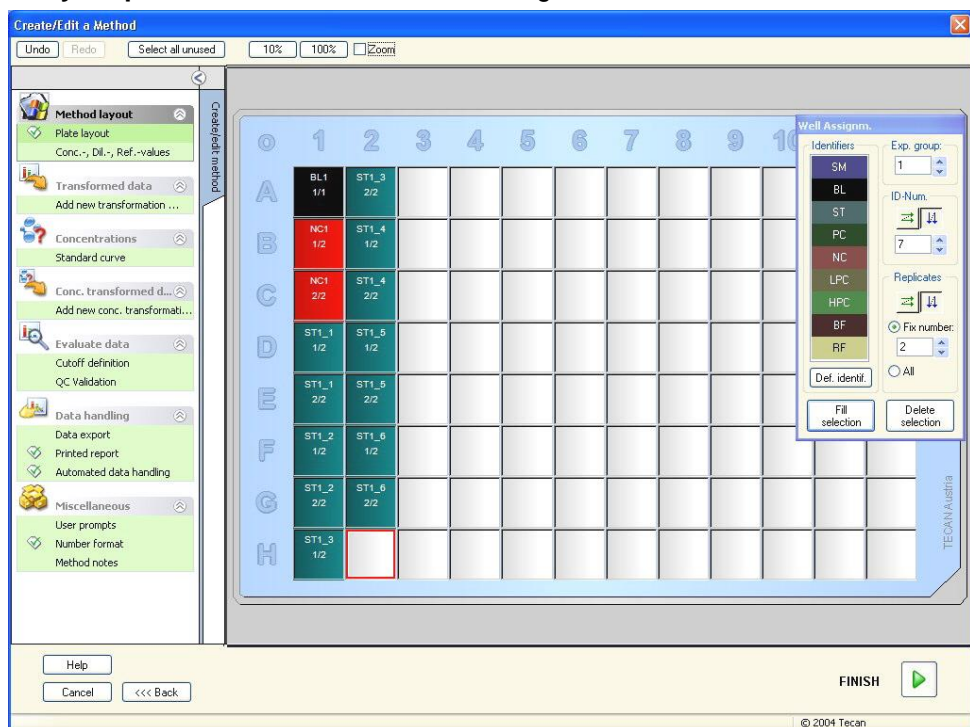 Create/Edit a Method
Undo Redo Select all unused 10% 100% Zoom
Create/edit method
Method layout
Plate layout
Conc.-, Dil.-, Ref.-values
Transformed data
Add new transformation ...
Concentrations
Standard curve
Conc. transformed d...
Add new conc. transformati...
Evaluate data
Cutoff definition
QC Validation
Data handling
Data export
Printed report
Automated data handling
Miscellaneous
User prompts
Number format
Method notes
1 2 3 4 5 6 7 8 9 10
A
BL1 ST1_3
1/1 2/2
B
NC1 ST1_4
1/2 1/2
C
NC1 ST1_4
2/2 2/2
D
ST1_1 ST1_5
1/2 1/2
E
ST1_1 ST1_5
2/2 2/2
F
ST1_2 ST1_6
1/2 1/2
G
ST1_2 ST1_6
2/2 2/2
H
ST1_3
1/2
TECAN Austria
Well Assignm.
Identifiers
SM
BL
ST
PC
NC
LPC
HPC
BF
RF
Def. identif.
Exp. group:
1
ID-Num.
7
Replicates
Fix number:
2
All
Fill selection
Delete selection
Help
Cancel <<< Back
FINISH
© 2004 Tecan